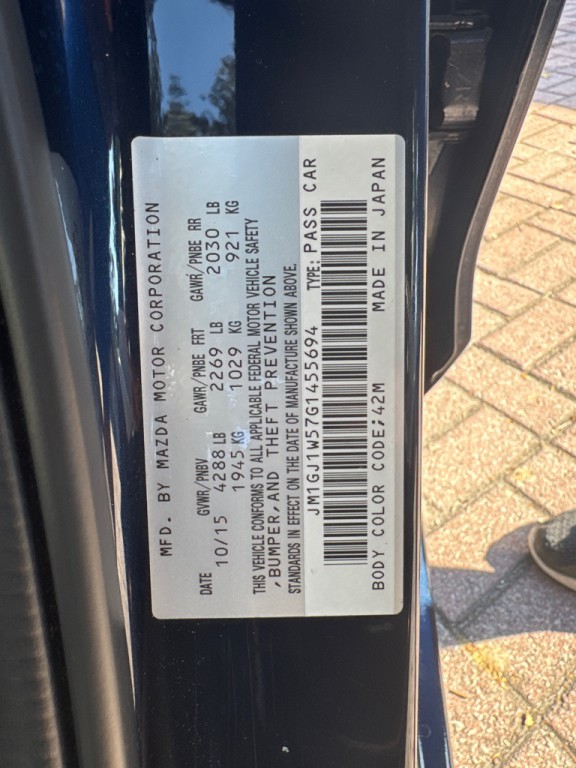 MFD. BY MAZDA MOTOR CORPORATION
DATE GVWR/PNBV GAWR/PNBE FRT GAWR/PNBE RR
10/15 4288 LB 2269 LB 2030 LB
1945 KG 1029 KG 921 KG
THIS VEHICLE CONFORMS TO ALL APPLICABLE FEDERAL MOTOR VEHICLE SAFETY
,BUMPER,AND THEFT PREVENTION
STANDARDS IN EFFECT ON THE DATE OF MANUFACTURE SHOWN ABOVE.
JM1GJ1W57G1455694 TYPE: PASS CAR
BODY COLOR CODE;42M MADE IN JAPAN